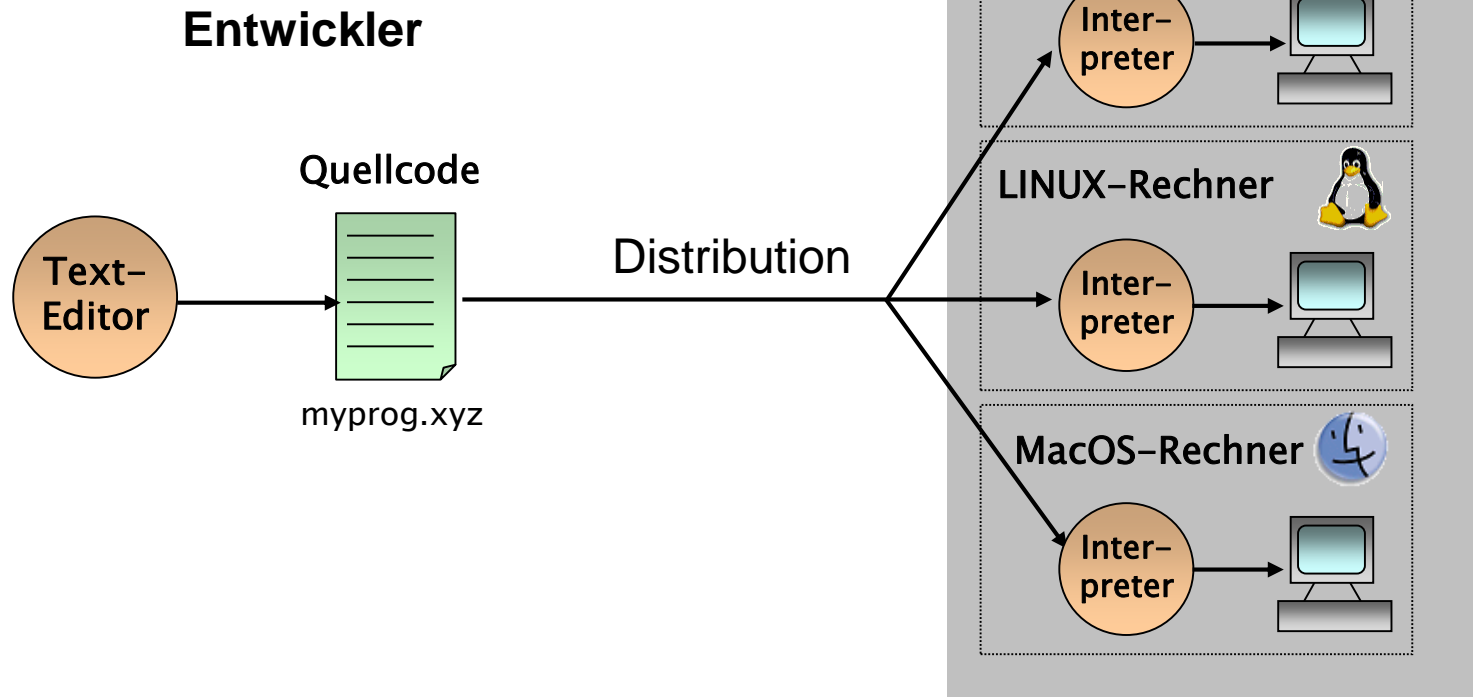 Entwickler
Quellcode
Text-
Editor
myprog.xyz
Distribution
Inter-
preter
LINUX-Rechner
Inter-
preter
MacOS-Rechner
Inter-
preter